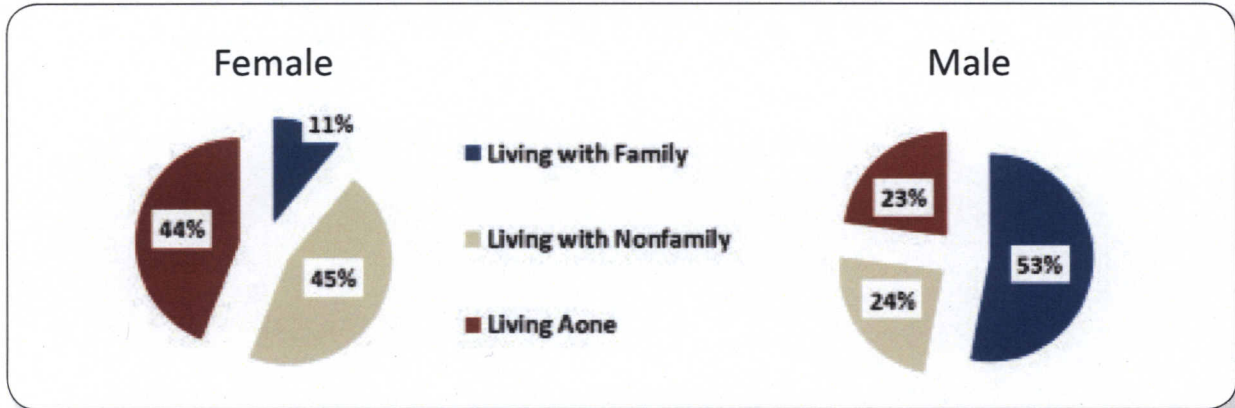 Female
Male
11%
44%
45%
Living with Family
Living with Nonfamily
Living Aone
23%
24%
53%